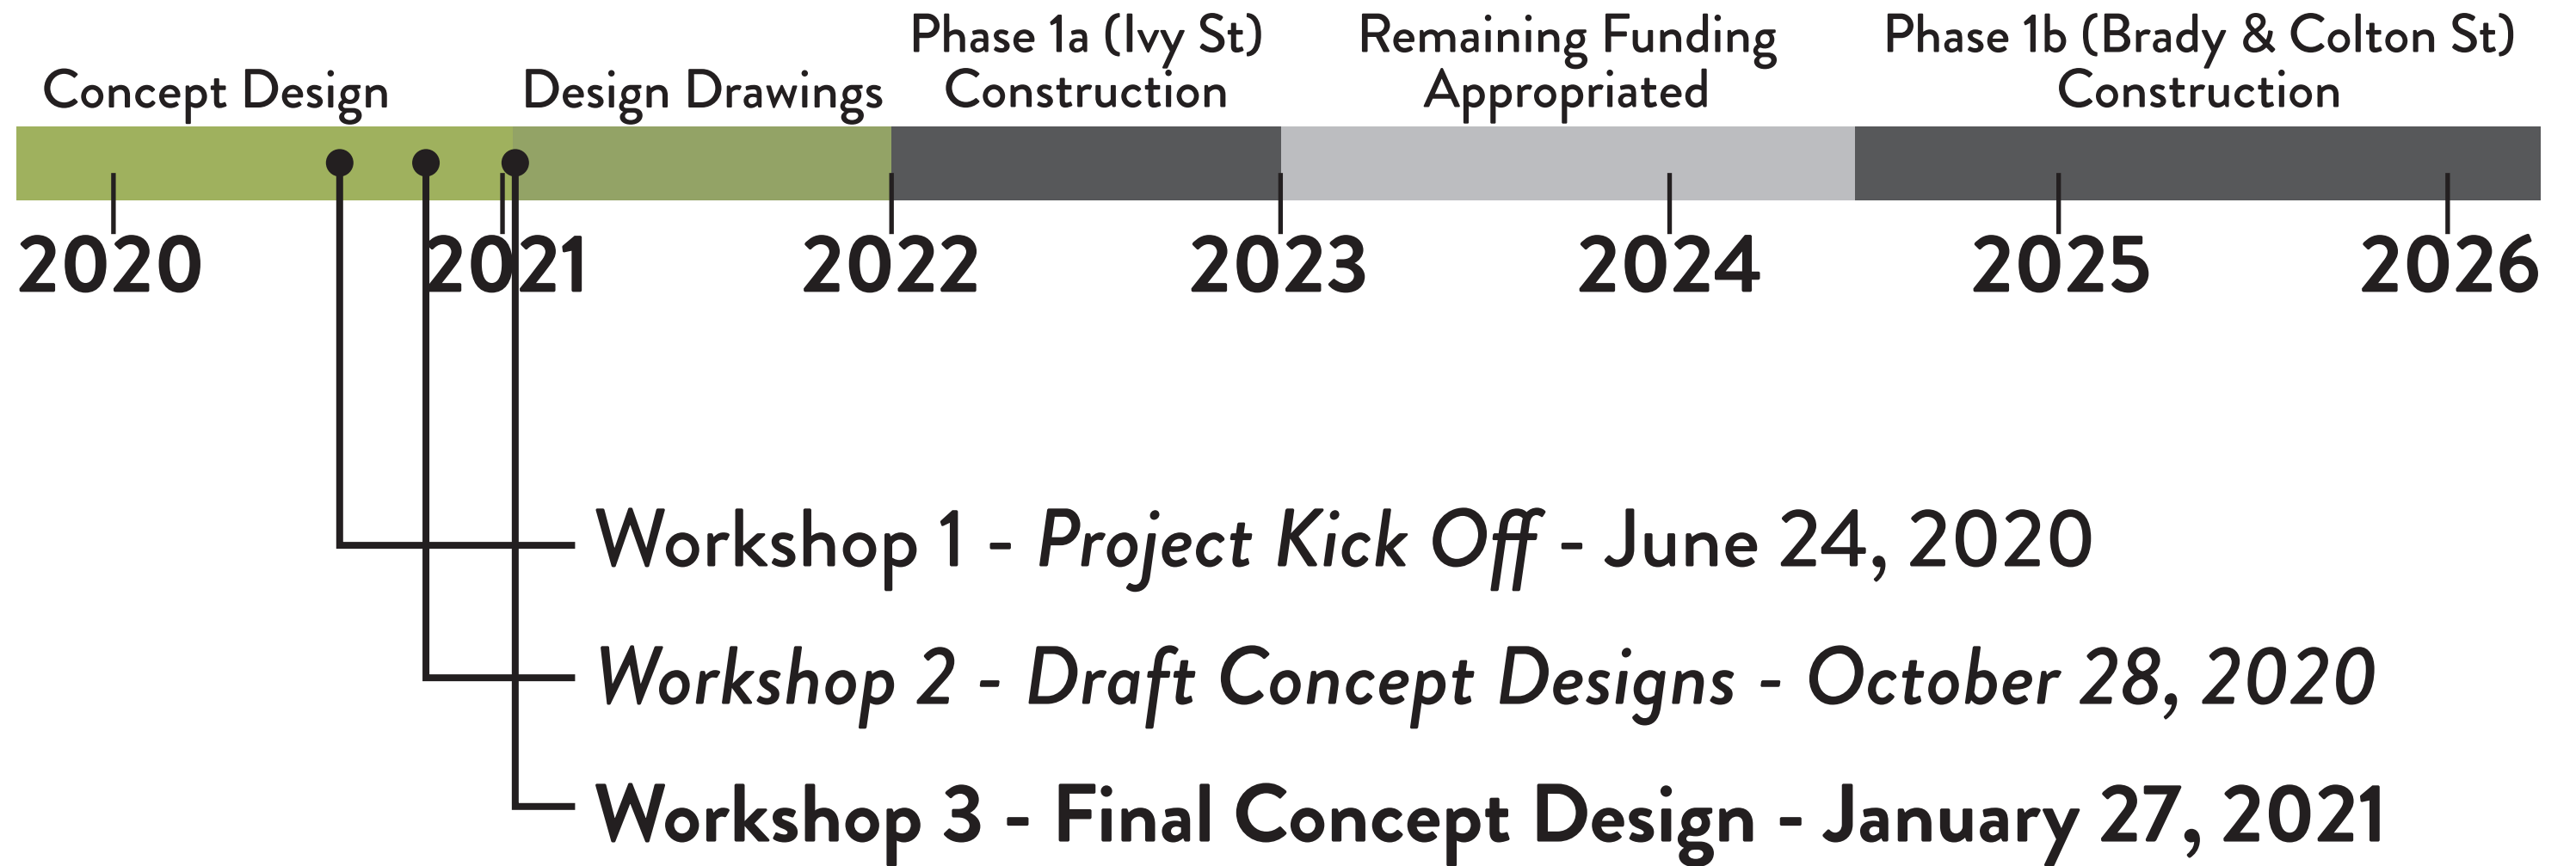 Concept Design
Design Drawings
Phase 1a (Ivy St)
Construction
Remaining Funding
Appropriated
Phase 1b (Brady & Colton St)
Construction
2020
2021
2022
2023
2024
2025
2026
Workshop 1 - Project Kick Off - June 24, 2020
Workshop 2 - Draft Concept Designs - October 28, 2020
Workshop 3 - Final Concept Design - January 27, 2021